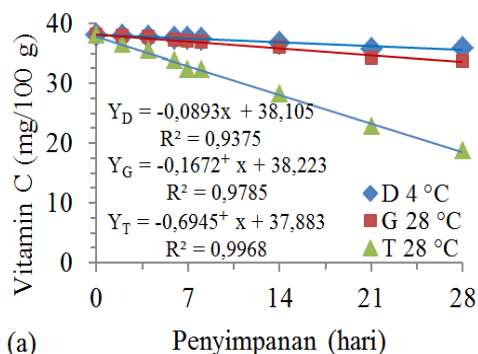 Vitamin C (mg/100 g)
40
30
20
10
0
Y_D = -0,0893x + 38,105
R² = 0,9375
Y_G = -0,1672⁺ x + 38,223
R² = 0,9785
Y_T = -0,6945⁺ x + 37,883
R² = 0,9968
D 4 °C
G 28 °C
T 28 °C
0 7 14 21 28
(a) Penyimpanan (hari)